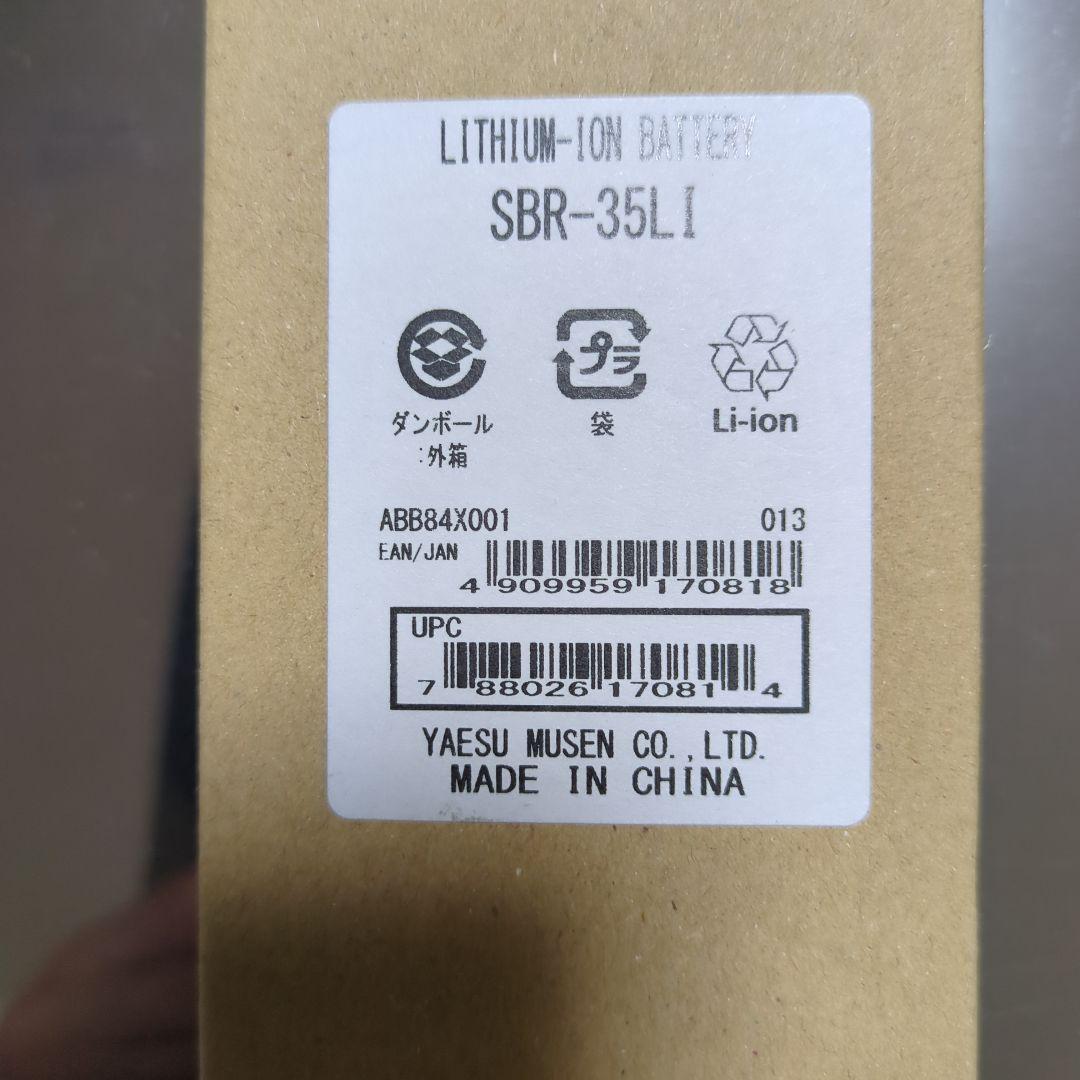 LITHIUM-ION BATTERY
SBR-35LI
プラ
ダンボール
:外箱
袋
Li-ion
ABB84X001 013
EAN/JAN
4 909959 170818
UPC
7 88026 17081 4
YAESU MUSEN CO.,LTD.
MADE IN CHINA